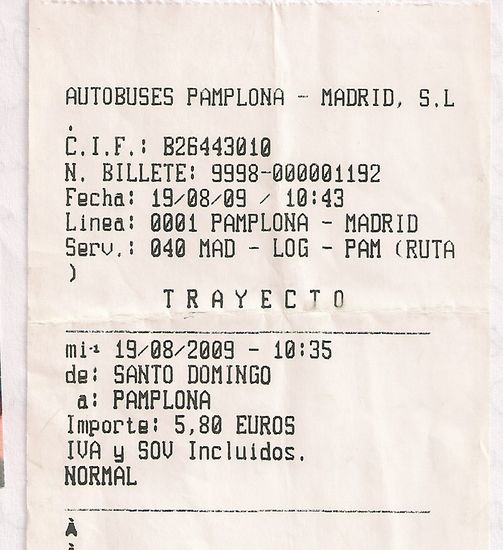 AUTOBUSES PAMPLONA - MADRID, S.L
.
C.I.F.: B26443010
N. BILLETE: 9998-000001192
Fecha: 19/08/09 / 10:43
Linea: 0001 PAMPLONA - MADRID
Serv.: 040 MAD - LOG - PAM (RUTA
)
TRAYECTO
19/08/2009 - 10:35
de: SANTO DOMINGO
a: PAMPLONA
Importe: 5,80 EUROS
IVA y SOV Incluidos.
NORMAL
À